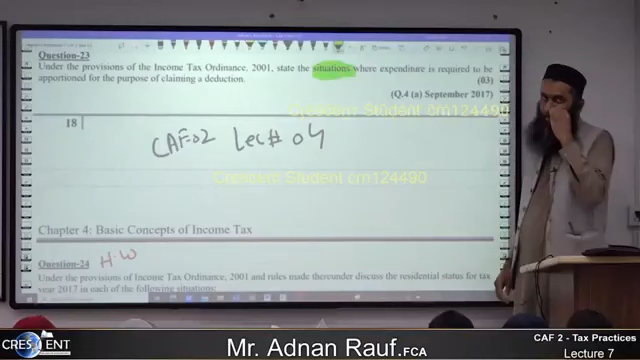 Question-23
Under the provisions of the Income Tax Ordinance, 2001, state the situations where expenditure is required to be
apportioned for the purpose of claiming a deduction. (03)
(Q.4 (a) September 2017)
Crescent Student cm124490
18
CAF-02 Lec# 04
Crescent Student cm124490
Chapter 4: Basic Concepts of Income Tax
Question-24 H.W
Under the provisions of Income Tax Ordinance, 2001 and rules made thereunder discuss the residential status for tax
year 2017 in each of the following situations:
CRESCENT
Mr. Adnan Rauf.FCA
CAF 2 - Tax Practices
Lecture 7